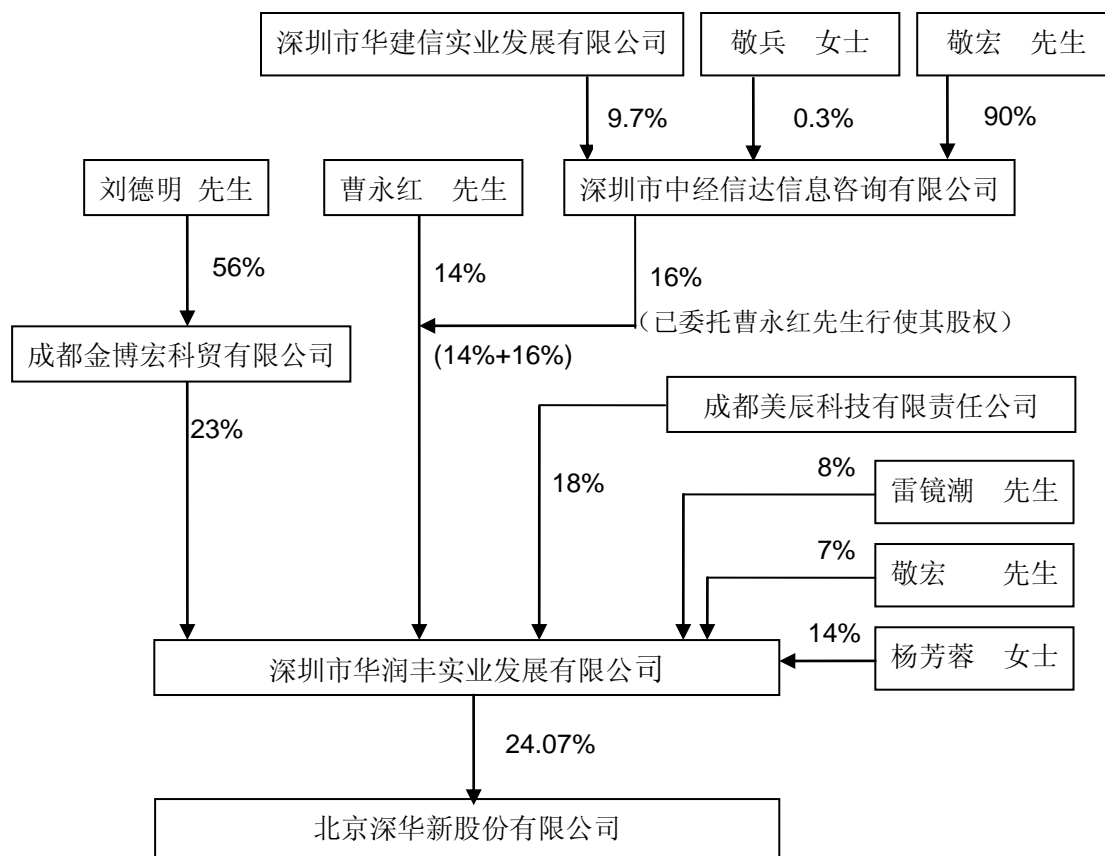 深圳市华建信实业发展有限公司
敬兵 女士
敬宏 先生
9.7%
0.3%
90%
刘德明 先生
曹永红 先生
深圳市中经信达信息咨询有限公司
56%
14%
16%
（已委托曹永红先生行使其股权）
成都金博宏科贸有限公司
(14%+16%)
成都美辰科技有限责任公司
23%
18%
8%
雷镜潮 先生
7%
敬宏 先生
14%
杨芳蓉 女士
深圳市华润丰实业发展有限公司
24.07%
北京深华新股份有限公司